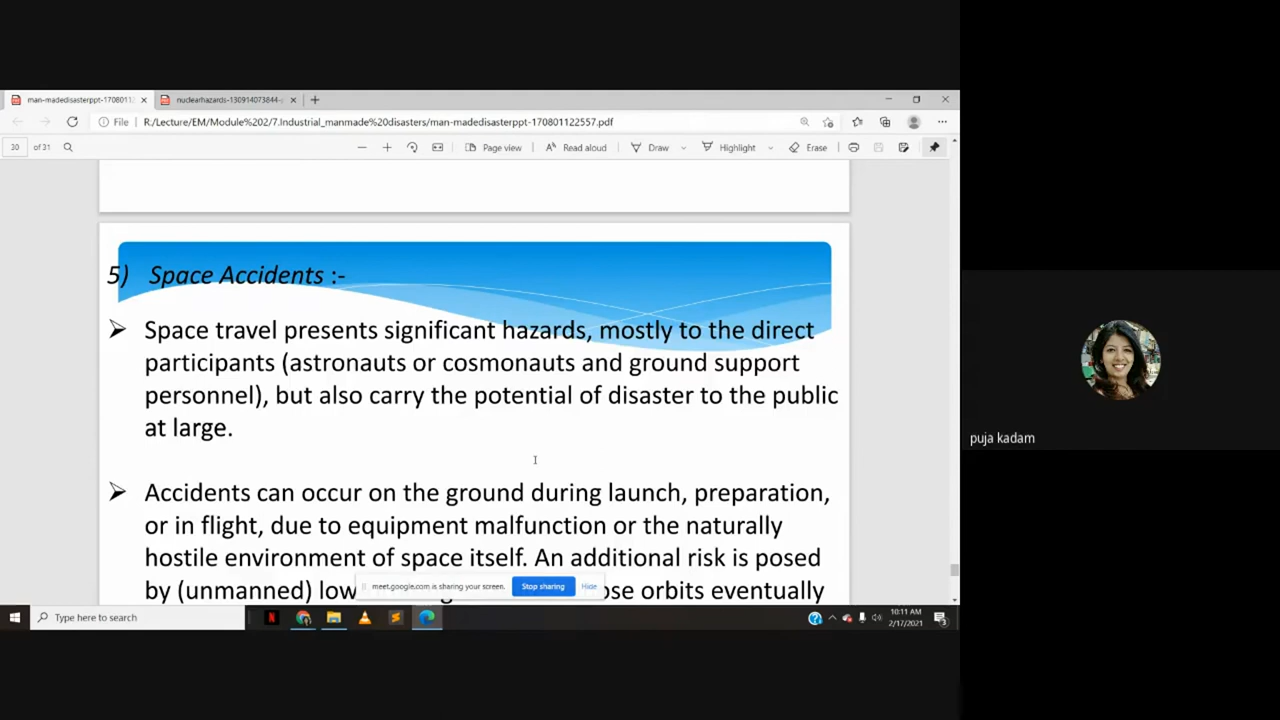 man-madedisasterppt-1708011
nuclearhazards-130914073844-
File
R:/Lecture/EM/Module%202/7.Industrial_manmade%20disasters/man-madedisasterppt-170801122557.pdf
30 of 31
Page view
Read aloud
Draw
Highlight
Erase
5) Space Accidents :-
Space travel presents significant hazards, mostly to the direct
participants (astronauts or cosmonauts and ground support
personnel), but also carry the potential of disaster to the public
at large.
Accidents can occur on the ground during launch, preparation,
or in flight, due to equipment malfunction or the naturally
hostile environment of space itself. An additional risk is posed
by (unmanned) low orbits eventually
meet.google.com is sharing your screen.
Stop sharing
Hide
puja kadam
Type here to search
10:11 AM
2/17/2021